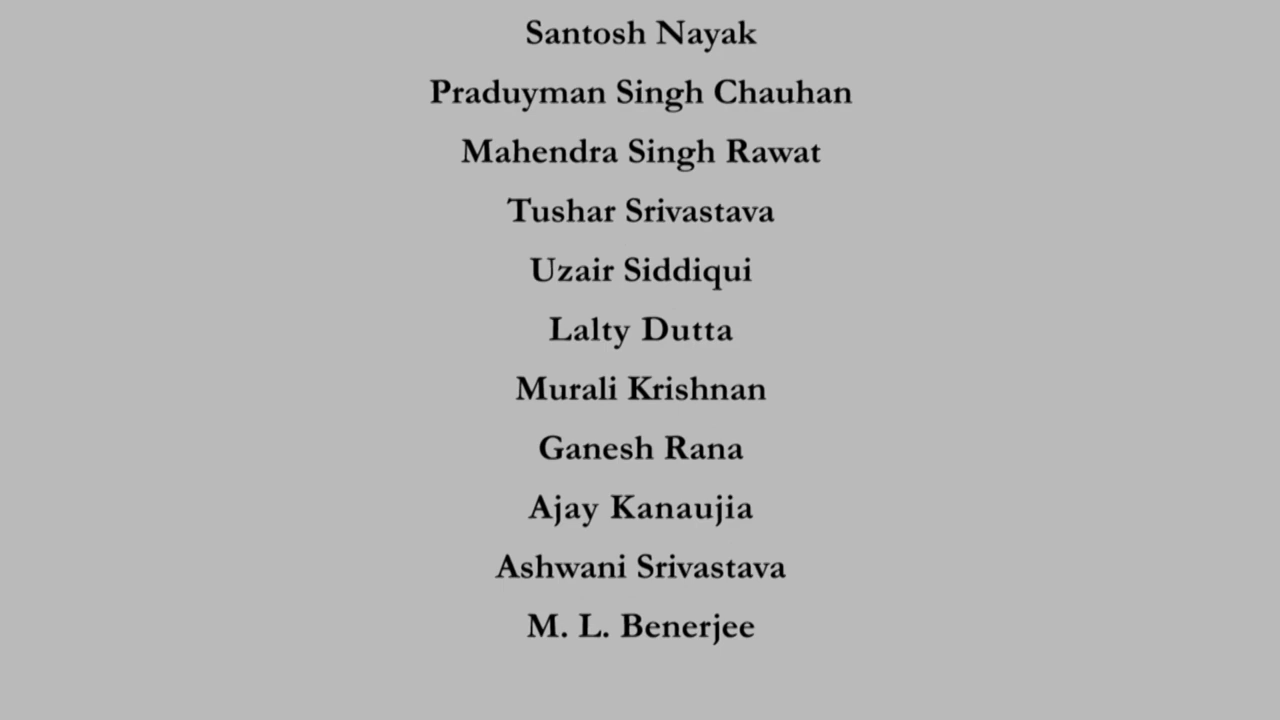 Santosh Nayak
Praduyman Singh Chauhan
Mahendra Singh Rawat
Tushar Srivastava
Uzair Siddiqui
Lalty Dutta
Murali Krishnan
Ganesh Rana
Ajay Kanaujia
Ashwani Srivastava
M. L. Benerjee